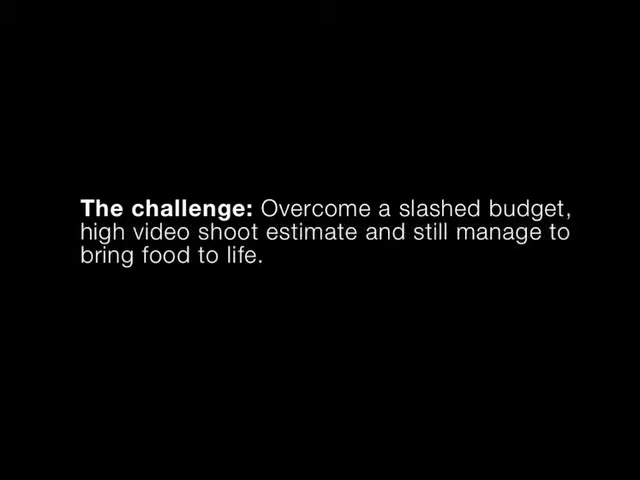 The challenge: Overcome a slashed budget,
high video shoot estimate and still manage to
bring food to life.